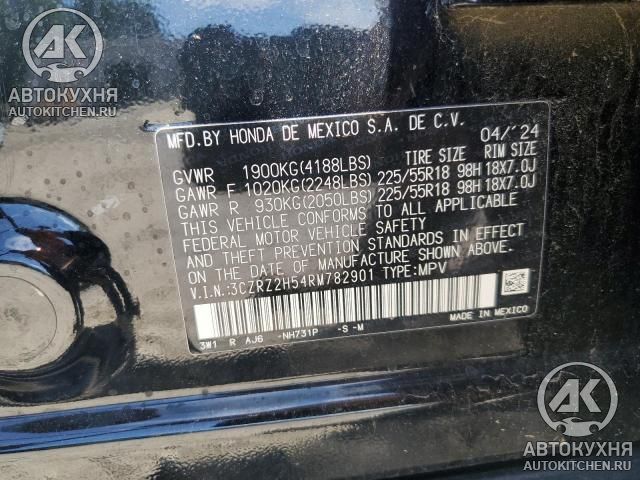 АК
АВТОКУХНЯ
AUTOKITCHEN.RU
MFD.BY HONDA DE MEXICO S.A. DE C.V. 04/'24
GVWR 1900KG(4188LBS) TIRE SIZE RIM SIZE
GAWR F 1020KG(2248LBS) 225/55R18 98H 18X7.0J
GAWR R 930KG(2050LBS) 225/55R18 98H 18X7.0J
THIS VEHICLE CONFORMS TO ALL APPLICABLE
FEDERAL MOTOR VEHICLE SAFETY
AND THEFT PREVENTION STANDARDS IN EFFECT
ON THE DATE OF MANUFACTURE SHOWN ABOVE.
V.I.N.:3CZRZ2H54RM782901 TYPE:MPV
3W1 R AJ6 -NH731P -S -M
MADE IN MEXICO
АК
АВТОКУХНЯ
AUTOKITCHEN.RU